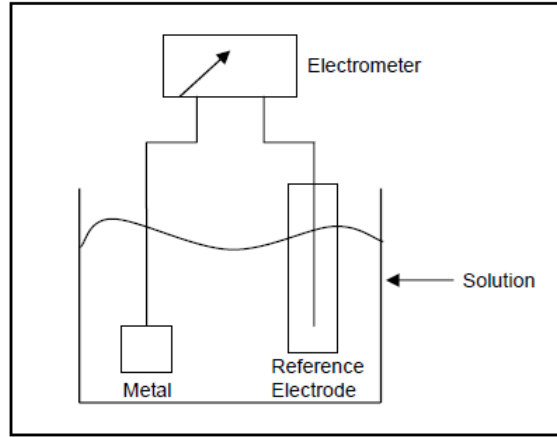 Electrometer
Solution
Metal
Reference
Electrode